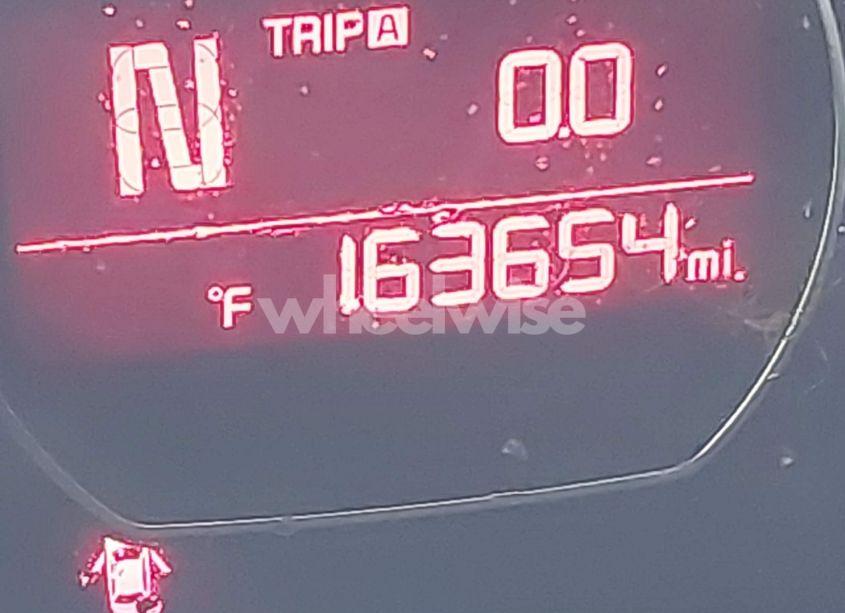 TRIP A
N 0.0
°F 163654 mi.
wheelwise